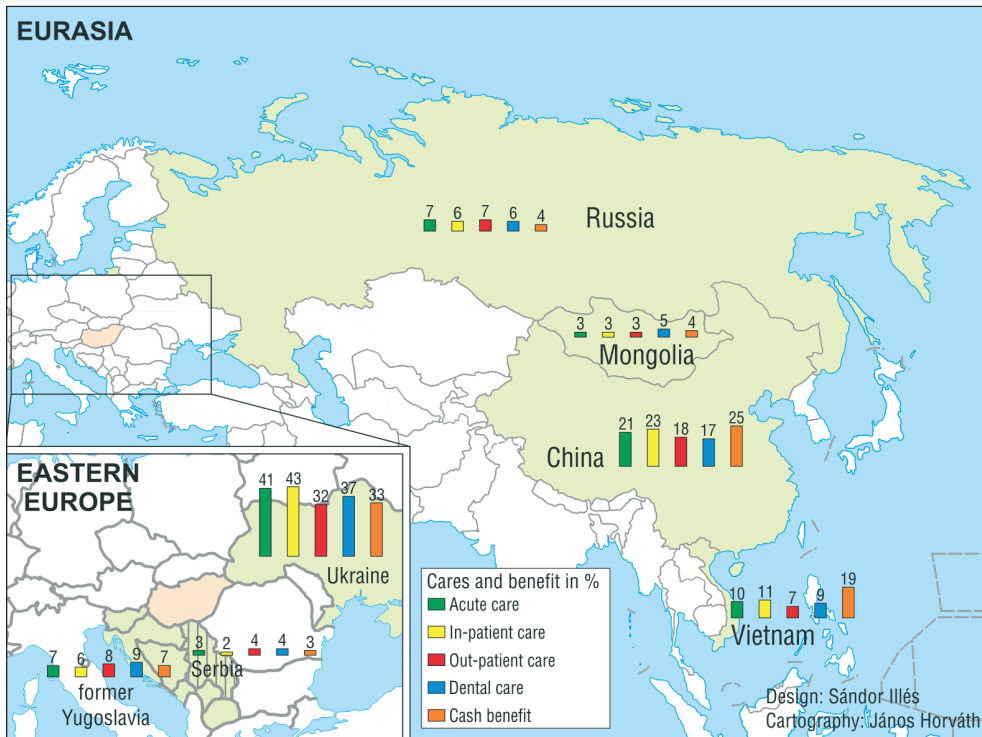 EURASIA
7 6 7 6 4
Russia
3 3 3 5 4
Mongolia
21 23 18 17 25
China
EASTERN
EUROPE
41 43 32 37 33
Ukraine
3 2 4 4 3
Serbia
7 6 8 9 7
former
Yugoslavia
Cares and benefit in %
Acute care
In-patient care
Out-patient care
Dental care
Cash benefit
10 11 7 9 19
Vietnam
Design: Sándor Illés
Cartography: János Horváth